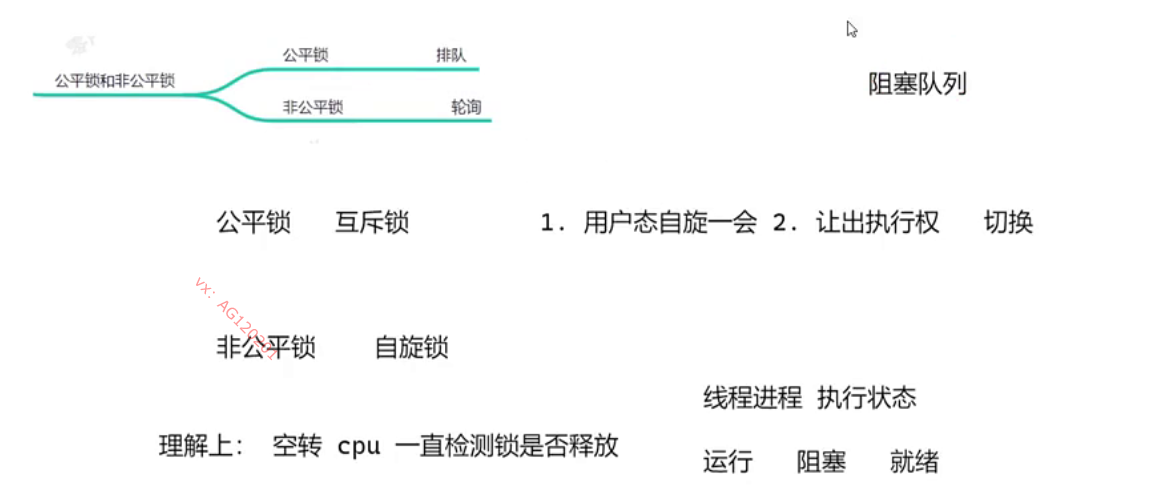 公平锁和非公平锁
公平锁 排队
非公平锁 轮询
阻塞队列
公平锁 互斥锁 1. 用户态自旋一会 2. 让出执行权 切换
vx: AG120201
非公平锁 自旋锁
线程进程 执行状态
理解上: 空转 cpu 一直检测锁是否释放
运行 阻塞 就绪